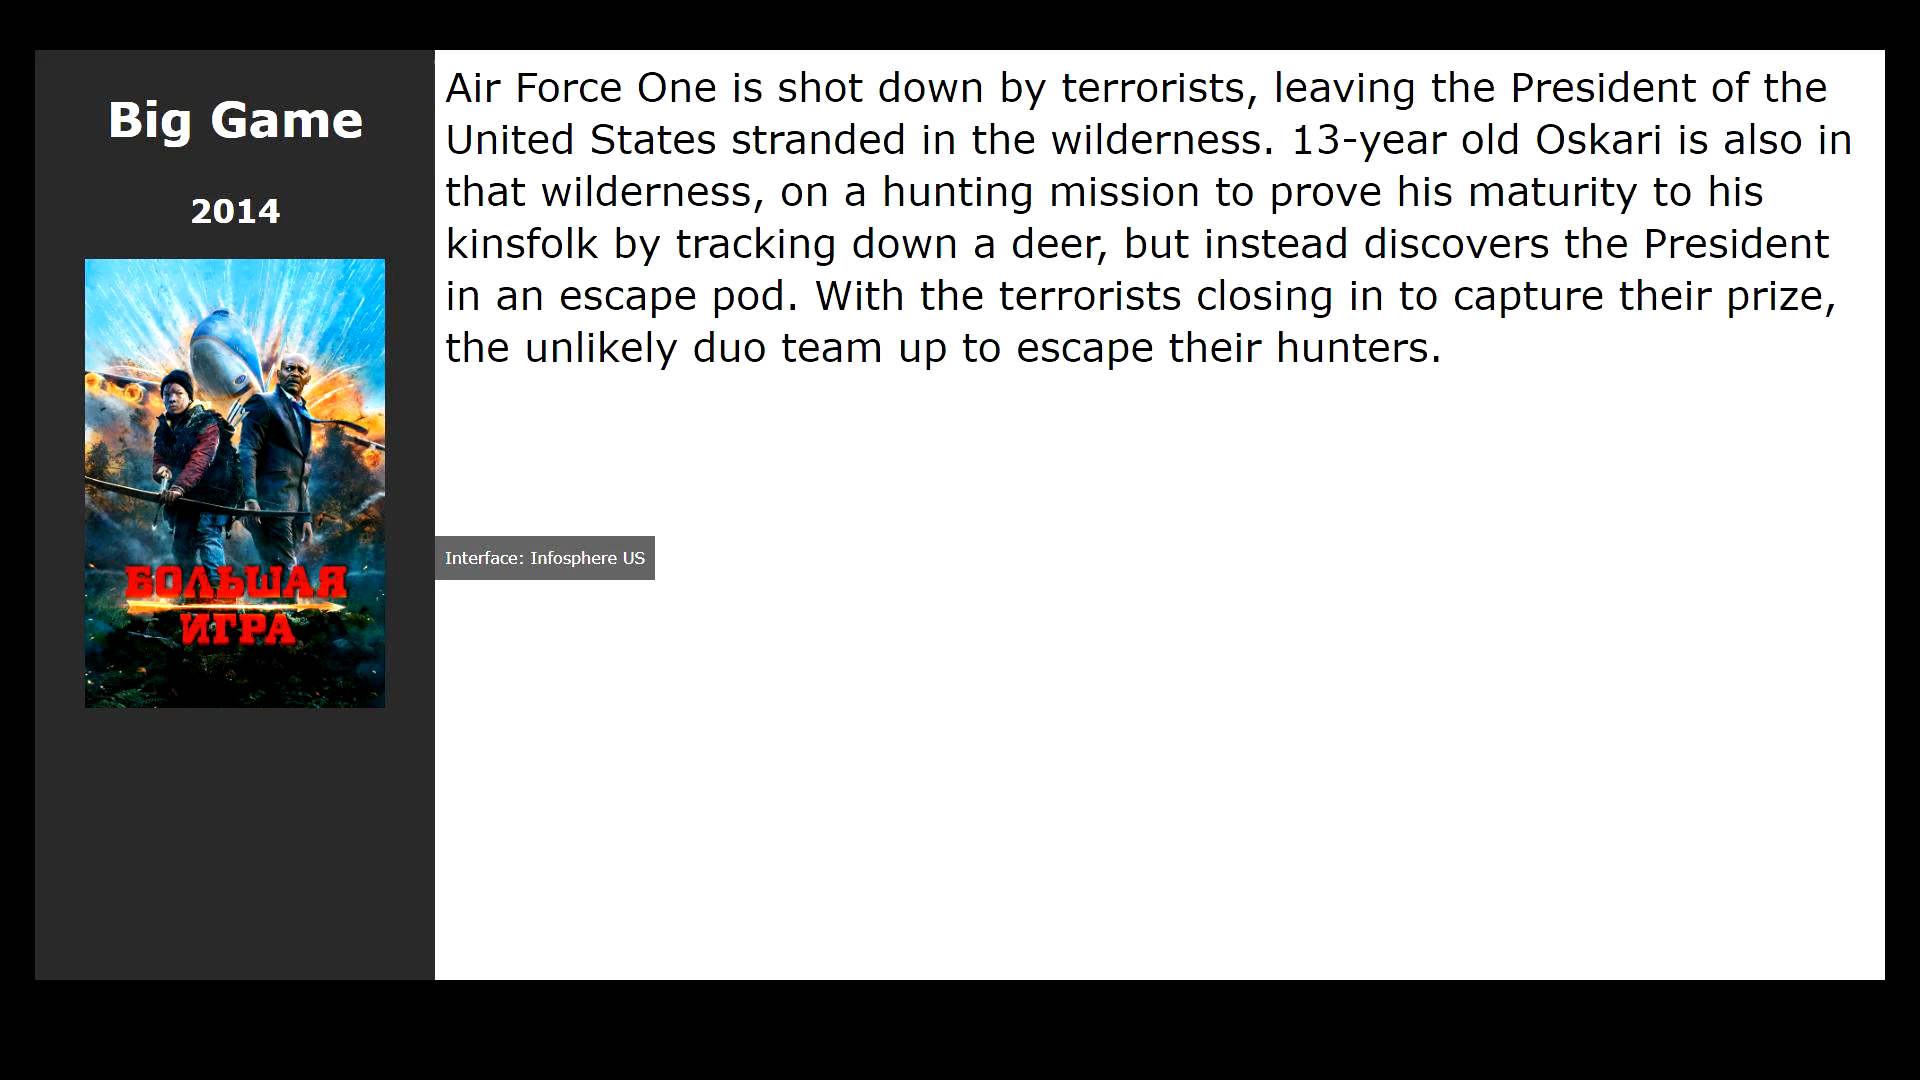 Big Game
2014
БОЛЬШАЯ
ИГРА
Air Force One is shot down by terrorists, leaving the President of the
United States stranded in the wilderness. 13-year old Oskari is also in
that wilderness, on a hunting mission to prove his maturity to his
kinsfolk by tracking down a deer, but instead discovers the President
in an escape pod. With the terrorists closing in to capture their prize,
the unlikely duo team up to escape their hunters.
Interface: Infosphere US